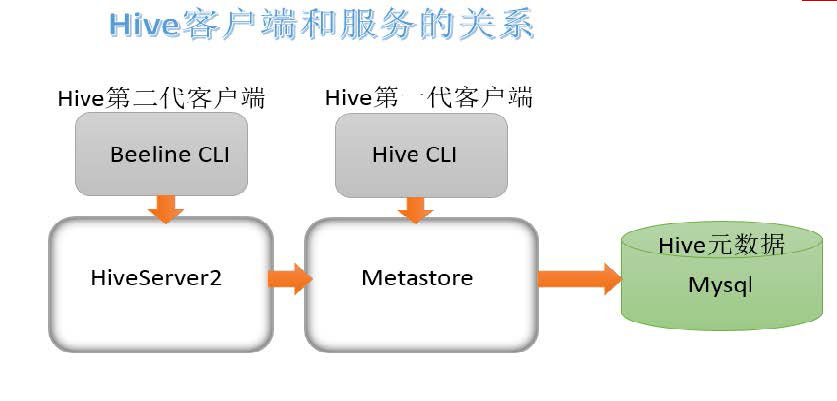 Hive客户端和服务的关系
Hive第二代客户端
Hive第一代客户端
Beeline CLI
Hive CLI
HiveServer2
Metastore
Hive元数据
Mysql